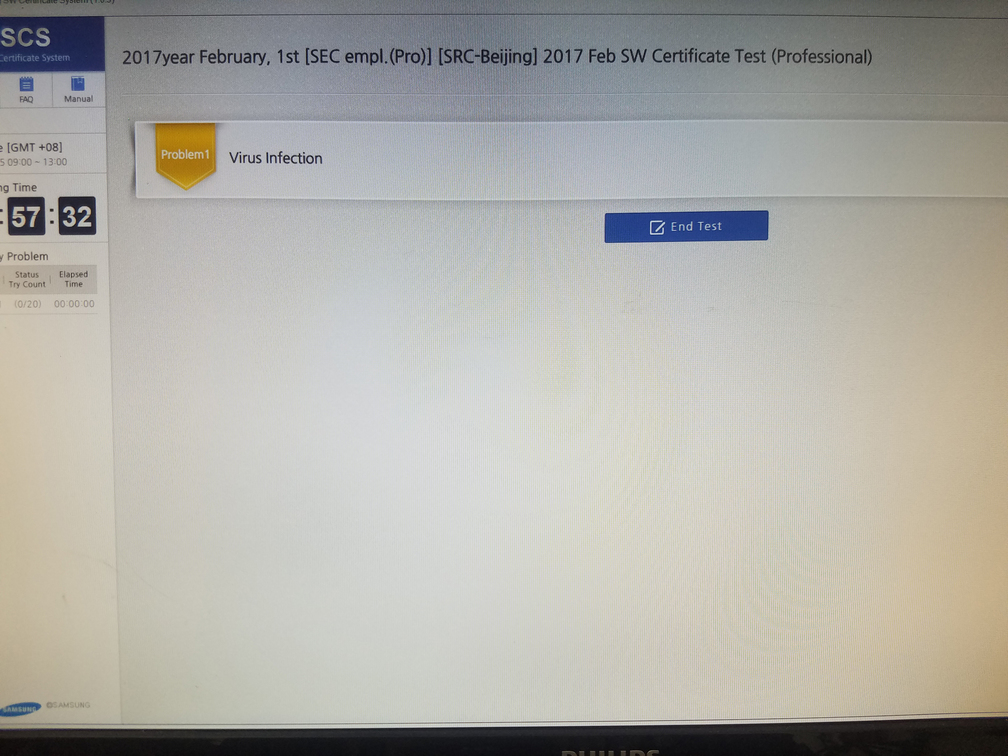 SCS
Certificate System
FAQ
Manual
[GMT +08]
09:00 ~ 13:00
Time
:57:32
Problem
Status
Try Count
Elapsed
Time
(0/20)
00:00:00
SAMSUNG
©SAMSUNG
2017year February, 1st [SEC empl.(Pro)] [SRC-Beijing] 2017 Feb SW Certificate Test (Professional)
Problem1
Virus Infection
End Test
PHILIPS